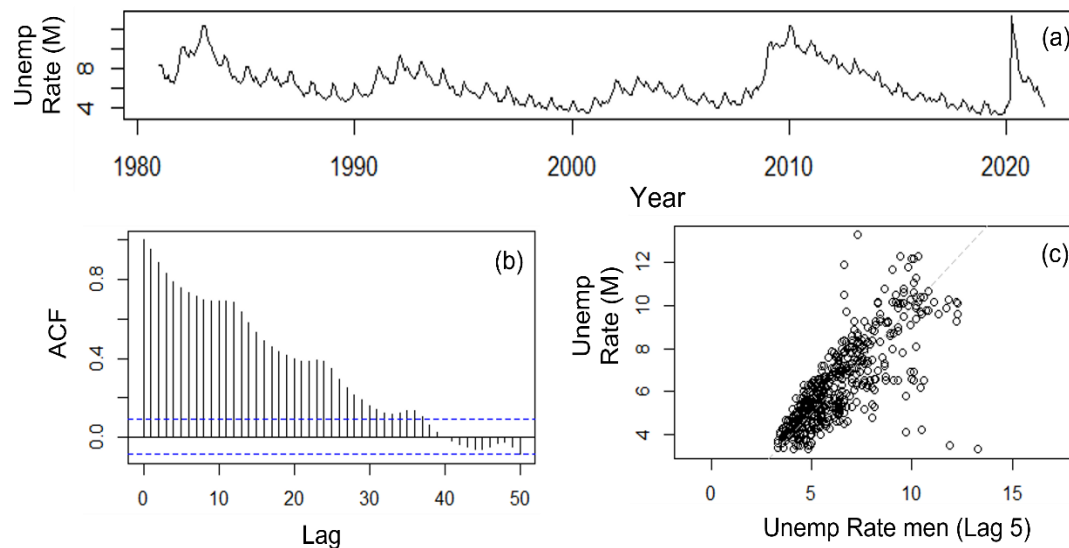 Unemp
Rate (M)
8
4
(a)
1980 1990 2000 2010 2020
Year
(b)
ACF
0.8
0.4
0.0
0 10 20 30 40 50
Lag
(c)
Unemp
Rate (M)
12
10
8
6
4
0 5 10 15
Unemp Rate men (Lag 5)